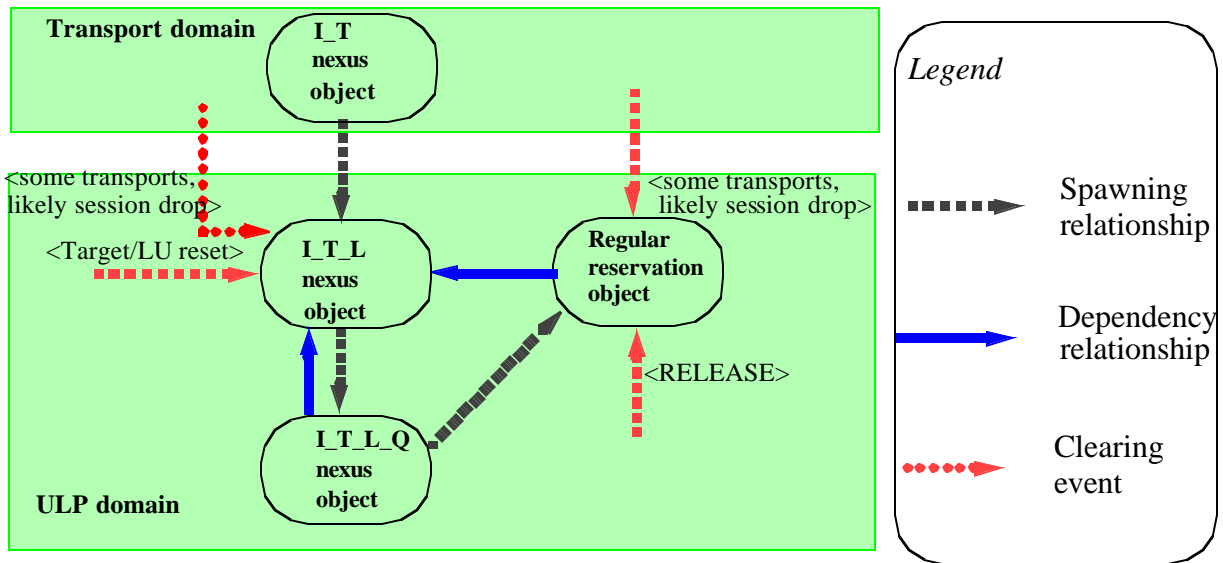 Transport domain
I_T
nexus
object
<some transports,
likely session drop>
<some transports,
likely session drop>
<Target/LU reset>
I_T_L
nexus
object
Regular
reservation
object
<RELEASE>
I_T_L_Q
nexus
object
ULP domain
Legend
Spawning
relationship
Dependency
relationship
Clearing
event